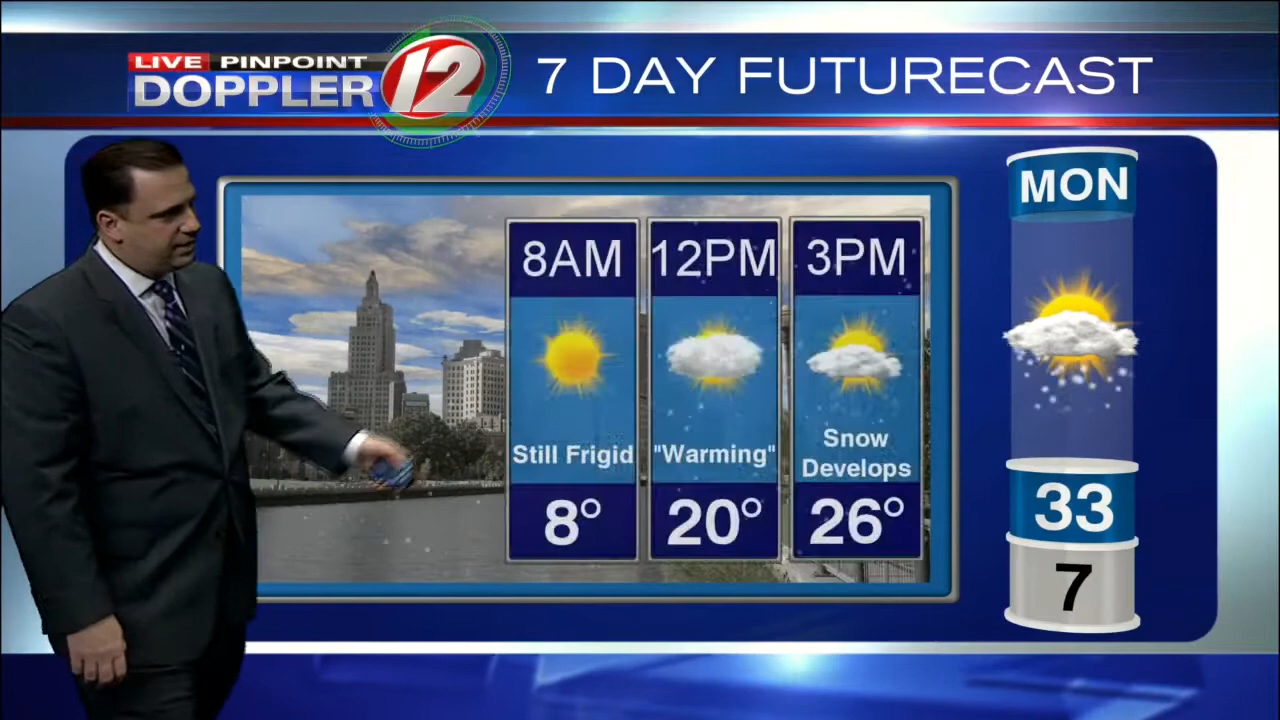 LIVE PINPOINT
DOPPLER 12
7 DAY FUTURECAST
MON
8AM 12PM 3PM
Still Frigid "Warming" Snow
Develops
8° 20° 26°
33
7